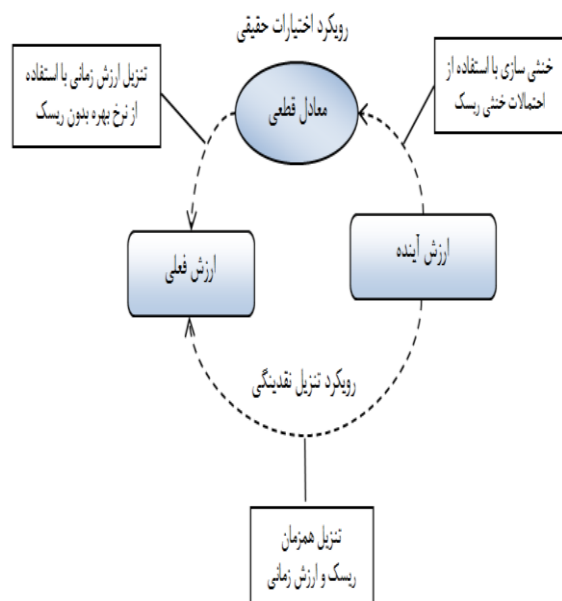 رویکرد اختیارات حقیقی
خنثی سازی با استفاده از
احتمالات خنثی ریسک
تنزیل ارزش زمانی با استفاده
از نرخ بهره بدون ریسک
معادل قطعی
ارزش آینده
ارزش فعلی
رویکرد تنزیل نقدینگی
تنزیل همزمان
ریسک و ارزش زمانی